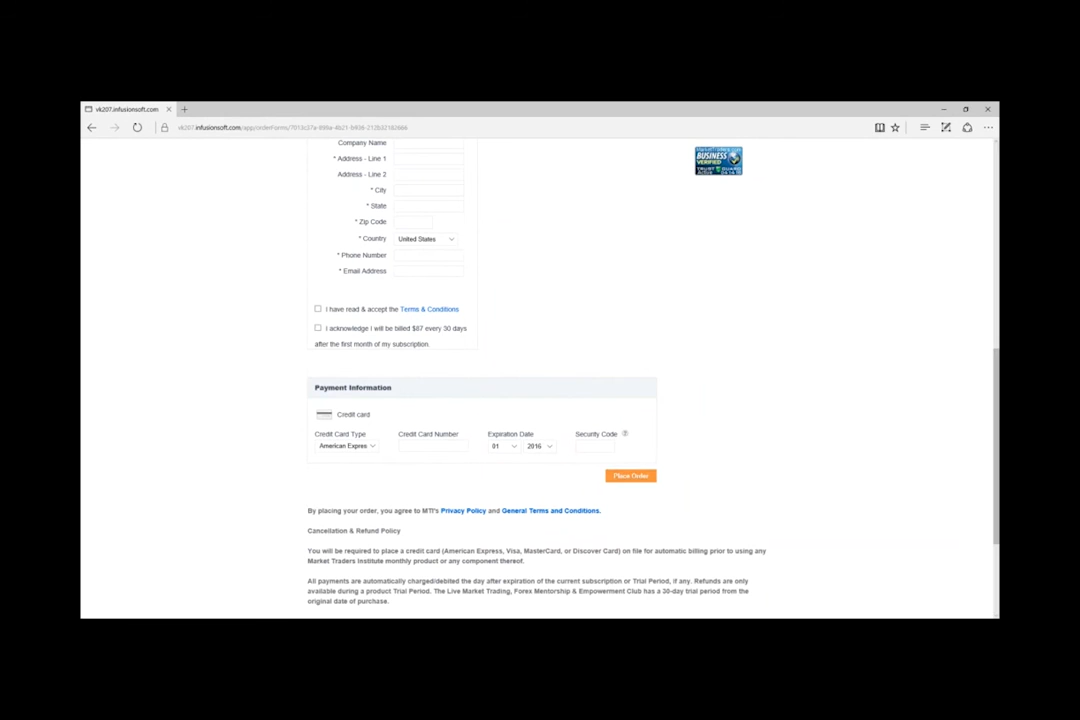 vk207.infusionsoft.com
Company Name
* Address - Line 1
Address - Line 2
* City
* State
* Zip Code
* Country United States
* Phone Number
* Email Address
I have read & accept the Terms & Conditions
I acknowledge I will be billed $87 every 30 days
after the first month of my subscription.
BUSINESS
VERIFIED
TRUST GUARD
Payment Information
Credit card
Credit Card Type Credit Card Number Expiration Date Security Code
American Expres 01 2016
Place Order
By placing your order, you agree to MTI's Privacy Policy and General Terms and Conditions.
Cancellation & Refund Policy
You will be required to place a credit card (American Express, Visa, MasterCard, or Discover Card) on file for automatic billing prior to using any
Market Traders Institute monthly product or any component thereof.
All payments are automatically charged/debited the day after expiration of the current subscription or Trial Period, if any. Refunds are only
available during a product Trial Period. The Live Market Trading, Forex Mentorship & Empowerment Club has a 30-day trial period from the
original date of purchase.